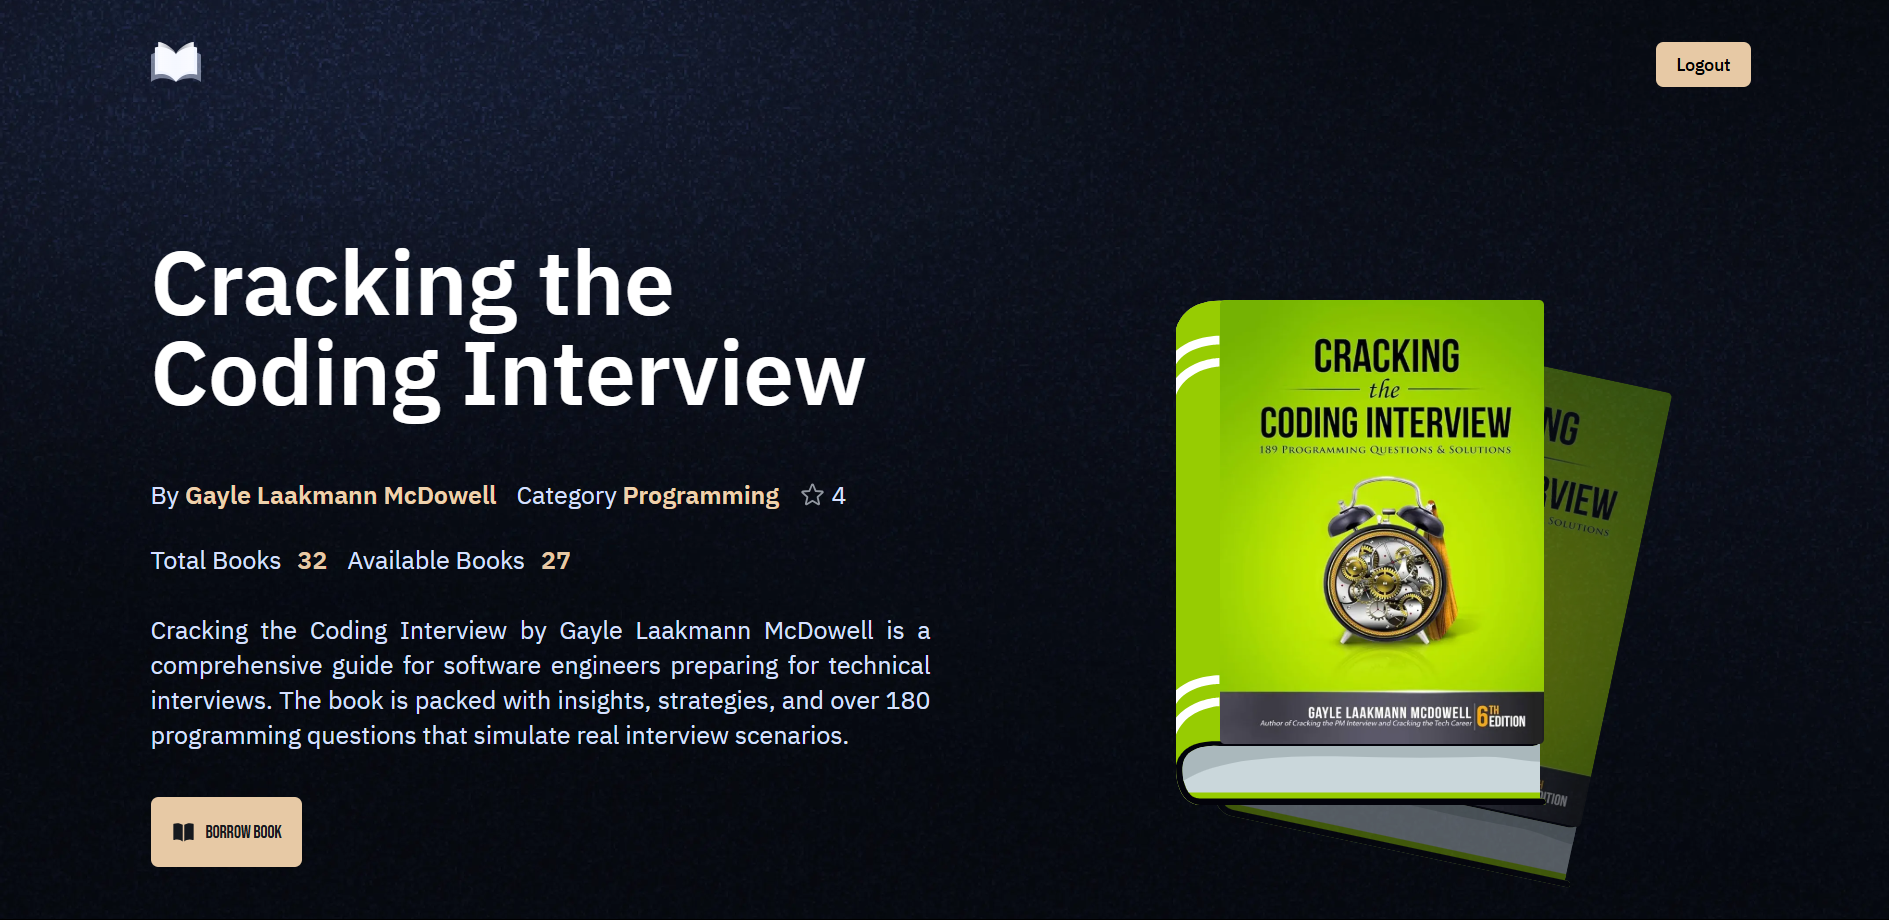 Logout
Cracking the
Coding Interview
By Gayle Laakmann McDowell Category Programming 4
Total Books 32 Available Books 27
Cracking the Coding Interview by Gayle Laakmann McDowell is a
comprehensive guide for software engineers preparing for technical
interviews. The book is packed with insights, strategies, and over 180
programming questions that simulate real interview scenarios.
BORROW BOOK
CRACKING
the
CODING INTERVIEW
189 PROGRAMMING QUESTIONS & SOLUTIONS
GAYLE LAAKMANN MCDOWELL
Author of Cracking the PM Interview and Cracking the Tech Career
6TH
EDITION
NG
RVIEW
SOLUTIONS
ITION